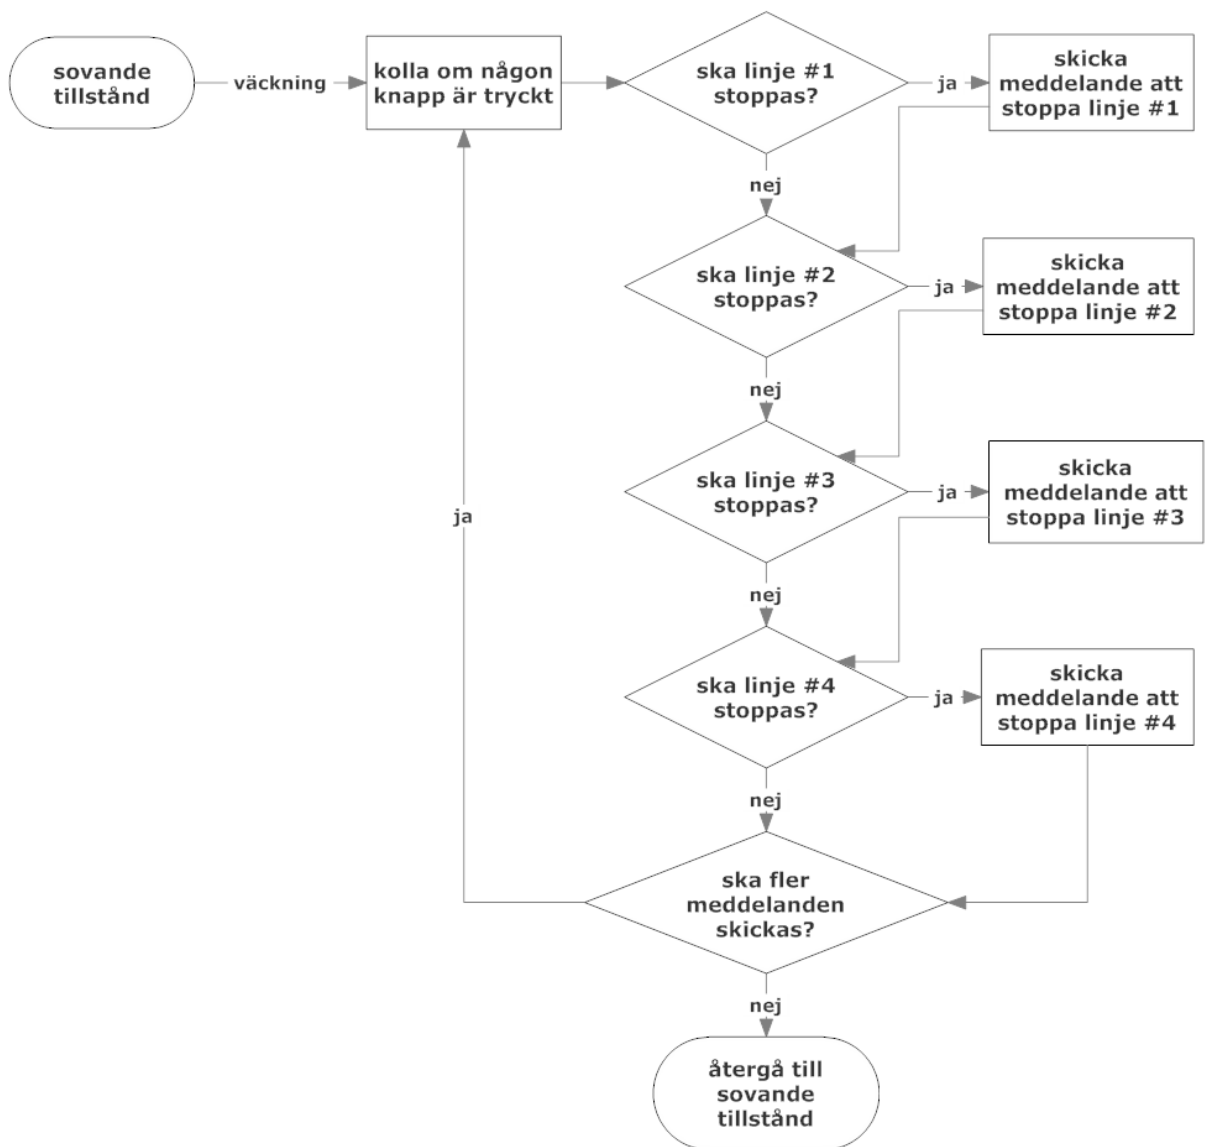 sovande
tillstånd
väckning
kolla om någon
knapp är tryckt
ska linje #1
stoppas?
ja
skicka
meddelande att
stoppa linje #1
nej
ska linje #2
stoppas?
ja
skicka
meddelande att
stoppa linje #2
nej
ska linje #3
stoppas?
ja
skicka
meddelande att
stoppa linje #3
nej
ska linje #4
stoppas?
ja
skicka
meddelande att
stoppa linje #4
nej
ska fler
meddelanden
skickas?
ja
nej
återgå till
sovande
tillstånd